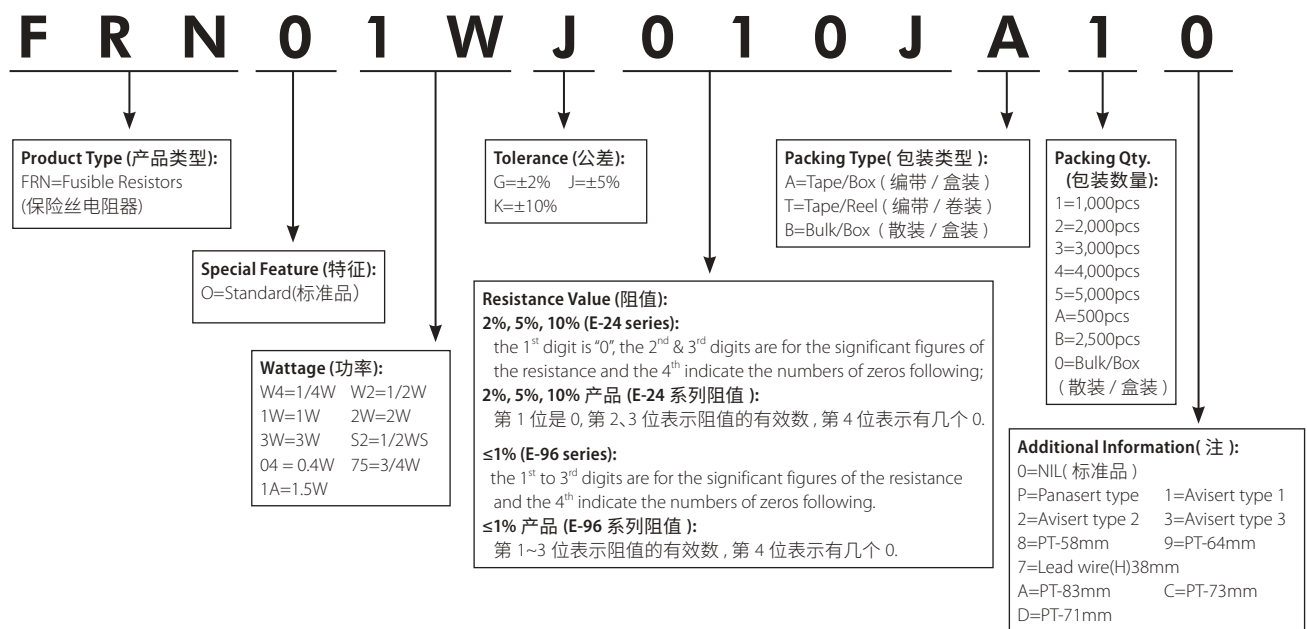 F R N 0 1 W J 0 1 0 J A 1 0
Product Type (产品类型):
FRN=Fusible Resistors
(保险丝电阻器)
Special Feature (特征):
O=Standard(标准品)
Wattage (功率):
W4=1/4W W2=1/2W
1W=1W 2W=2W
3W=3W S2=1/2WS
04 = 0.4W 75=3/4W
1A=1.5W
Tolerance (公差):
G=±2% J=±5%
K=±10%
Resistance Value (阻值):
2%, 5%, 10% (E-24 series):
the 1st digit is "0", the 2nd & 3rd digits are for the significant figures of
the resistance and the 4th indicate the numbers of zeros following;
2%, 5%, 10% 产品 (E-24 系列阻值 ):
第 1 位是 0, 第 2、3 位表示阻值的有效数 , 第 4 位表示有几个 0.
≤1% (E-96 series):
the 1st to 3rd digits are for the significant figures of the resistance
and the 4th indicate the numbers of zeros following.
≤1% 产品 (E-96 系列阻值 ):
第 1~3 位表示阻值的有效数 , 第 4 位表示有几个 0.
Packing Type( 包装类型 ):
A=Tape/Box ( 编带 / 盒装 )
T=Tape/Reel ( 编带 / 卷装 )
B=Bulk/Box ( 散装 / 盒装 )
Packing Qty.
(包装数量):
1=1,000pcs
2=2,000pcs
3=3,000pcs
4=4,000pcs
5=5,000pcs
A=500pcs
B=2,500pcs
0=Bulk/Box
( 散装 / 盒装 )
Additional Information( 注 ):
0=NIL( 标准品 )
P=Panasert type 1=Avisert type 1
2=Avisert type 2 3=Avisert type 3
8=PT-58mm 9=PT-64mm
7=Lead wire(H)38mm
A=PT-83mm C=PT-73mm
D=PT-71mm